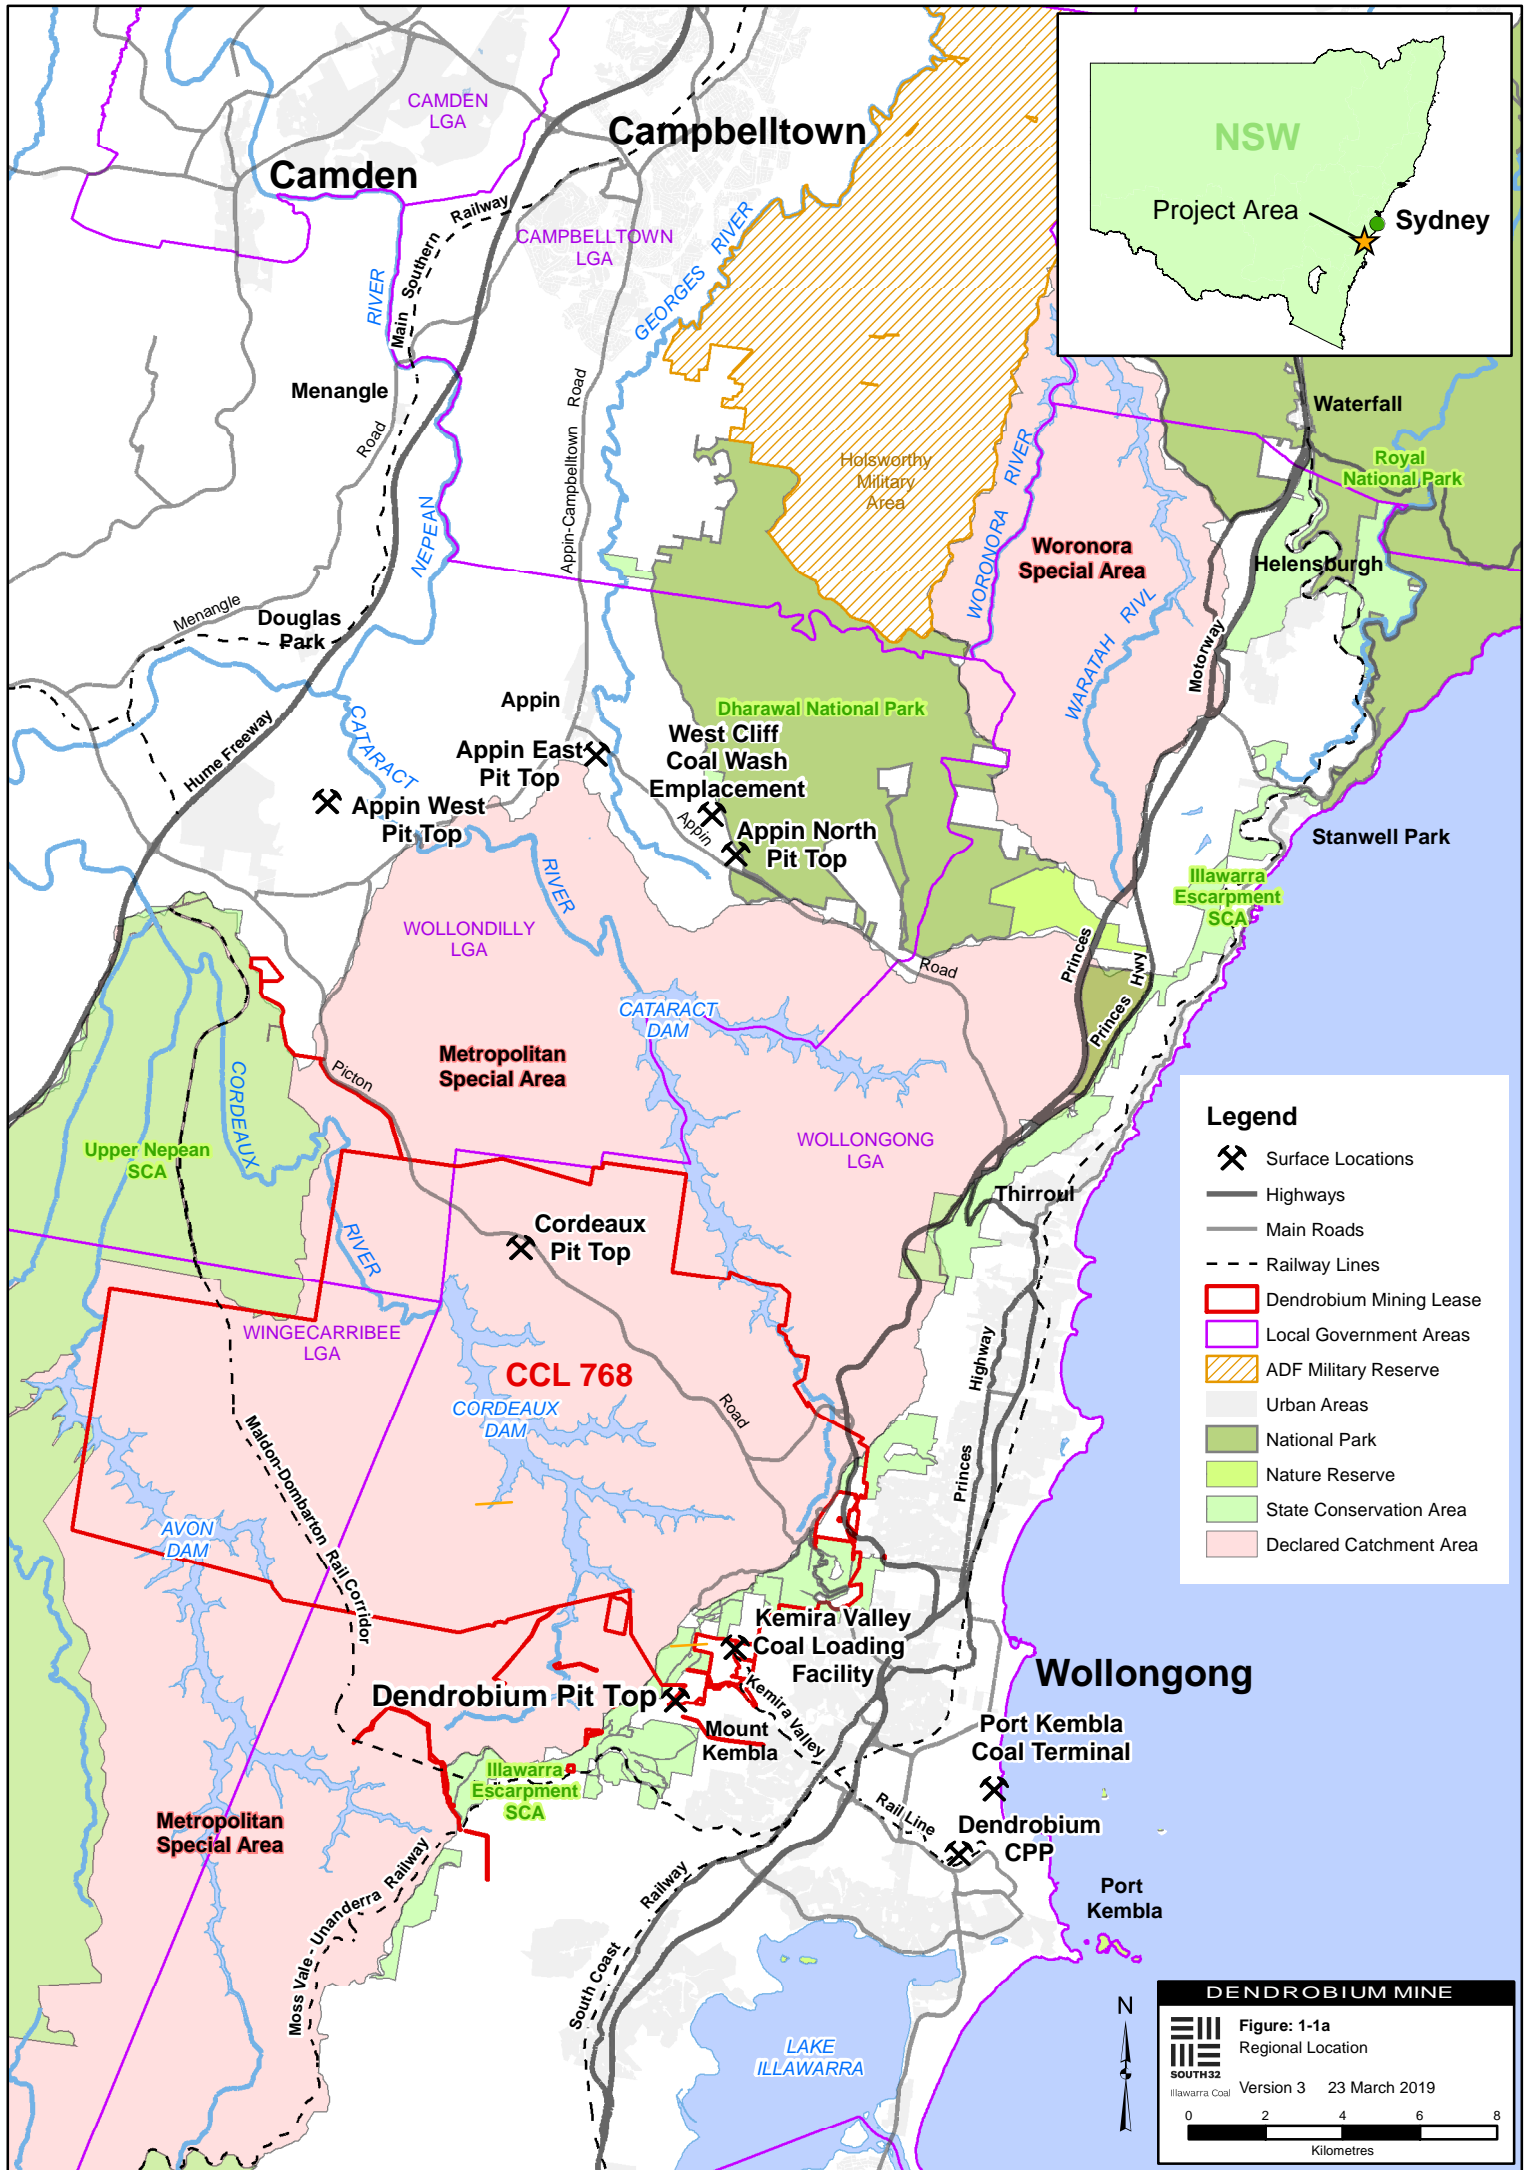 NSW
Project Area
Sydney
CAMDEN
LGA
Campbelltown
Camden
Railway
Southern
Main
CAMPBELLTOWN
LGA
GEORGES RIVER
RIVER
Menangle
Road
Appin-Campbelltown Road
Holsworthy
Military
Area
Waterfall
Royal
National Park
WORONORA RIVER
Woronora
Special Area
Helensburgh
NEPEAN
Menangle
Douglas
Park
WARATAH RIVL
Motorway
Appin
Dharawal National Park
CATARACT
Hume Freeway
Appin East
Pit Top
West Cliff
Coal Wash
Emplacement
Appin West
Pit Top
Appin
Appin North
Pit Top
Stanwell Park
RIVER
Illawarra
Escarpment
SCA
WOLLONDILLY
LGA
Road
Princes
Hwy
Princes
CATARACT
DAM
Metropolitan
Special Area
Picton
CORDEAUX
Upper Nepean
SCA
WOLLONGONG
LGA
Thirroul
RIVER
Cordeaux
Pit Top
WINGECARRIBEE
LGA
CCL 768
CORDEAUX
DAM
Road
Highway
Princes
Maldon-Dombarton Rail Corridor
AVON
DAM
Legend
Surface Locations
Highways
Main Roads
Railway Lines
Dendrobium Mining Lease
Local Government Areas
ADF Military Reserve
Urban Areas
National Park
Nature Reserve
State Conservation Area
Declared Catchment Area
Kemira Valley
Coal Loading
Facility
Wollongong
Dendrobium Pit Top
Kemira Valley
Mount
Kembla
Port Kembla
Coal Terminal
Illawarra
Escarpment
SCA
Rail Line
Dendrobium
CPP
Metropolitan
Special Area
Moss Vale - Unanderra Railway
Railway
South Coast
Port
Kembla
LAKE
ILLAWARRA
N
DENDROBIUM MINE
Figure: 1-1a
Regional Location
SOUTH32
Illawarra Coal
Version 3 23 March 2019
0 2 4 6 8
Kilometres